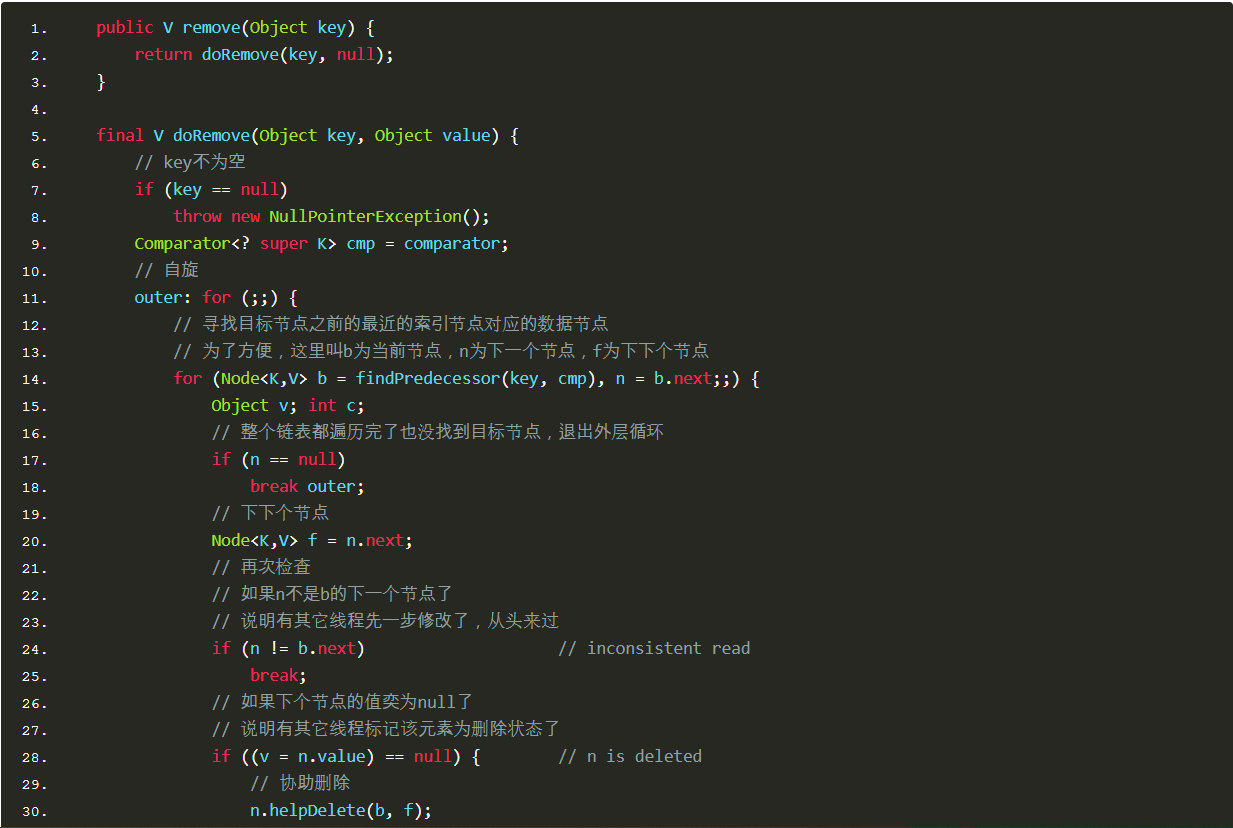 1. public V remove(Object key) {
2. return doRemove(key, null);
3. }
4.
5. final V doRemove(Object key, Object value) {
6. // key不为空
7. if (key == null)
8. throw new NullPointerException();
9. Comparator<? super K> cmp = comparator;
10. // 自旋
11. outer: for (;;) {
12. // 寻找目标节点之前的最近的索引节点对应的数据节点
13. // 为了方便，这里叫b为当前节点，n为下一个节点，f为下下个节点
14. for (Node<K,V> b = findPredecessor(key, cmp), n = b.next;;) {
15. Object v; int c;
16. // 整个链表都遍历完了也没找到目标节点，退出外层循环
17. if (n == null)
18. break outer;
19. // 下下个节点
20. Node<K,V> f = n.next;
21. // 再次检查
22. // 如果n不是b的下一个节点了
23. // 说明有其它线程先一步修改了，从头来过
24. if (n != b.next) // inconsistent read
25. break;
26. // 如果下个节点的值奕为null了
27. // 说明有其它线程标记该元素为删除状态了
28. if ((v = n.value) == null) { // n is deleted
29. // 协助删除
30. n.helpDelete(b, f);